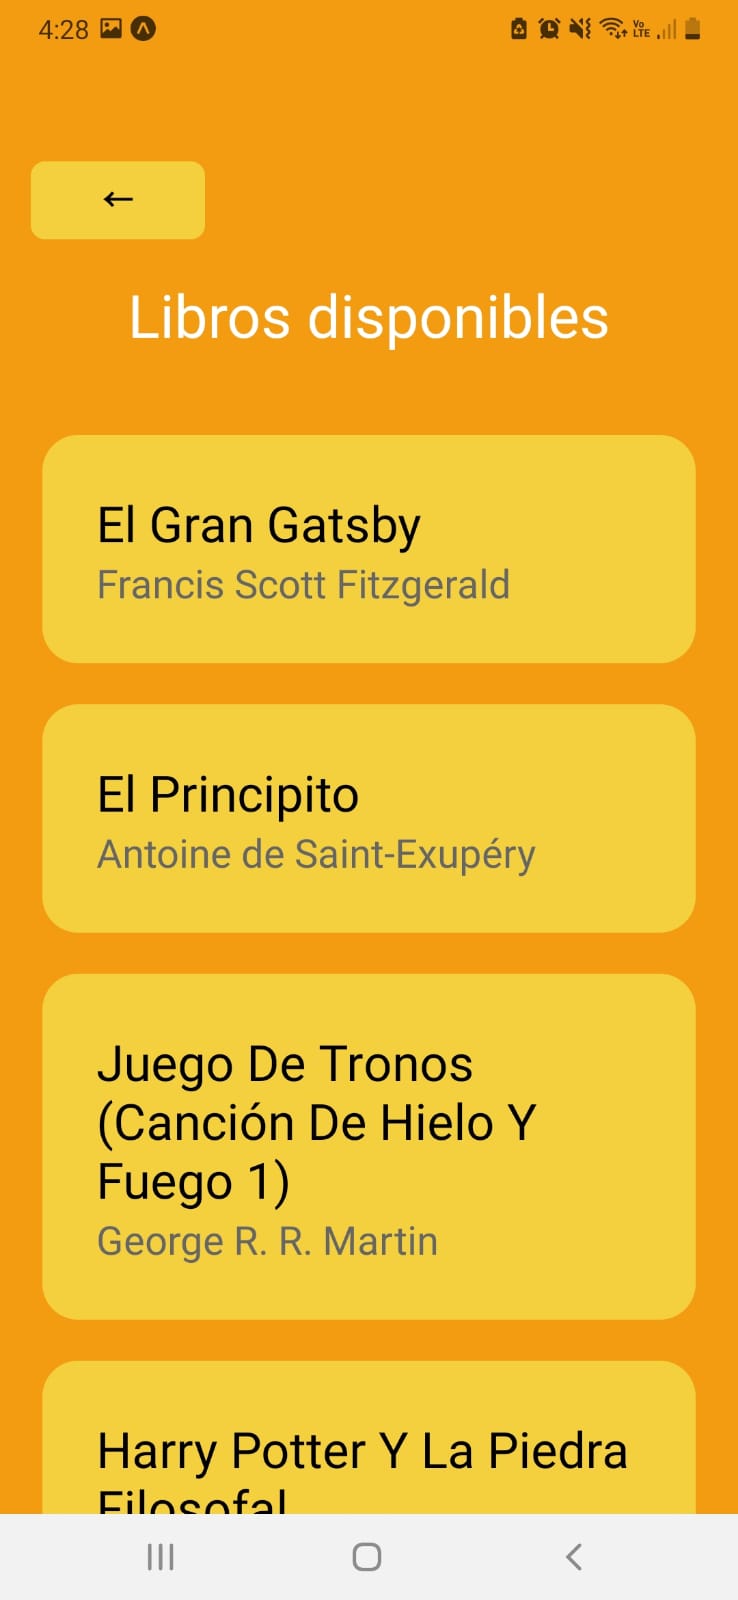 4:28
Vo
LTE
←
Libros disponibles
El Gran Gatsby
Francis Scott Fitzgerald
El Principito
Antoine de Saint-Exupéry
Juego De Tronos
(Canción De Hielo Y
Fuego 1)
George R. R. Martin
Harry Potter Y La Piedra
Filosofal